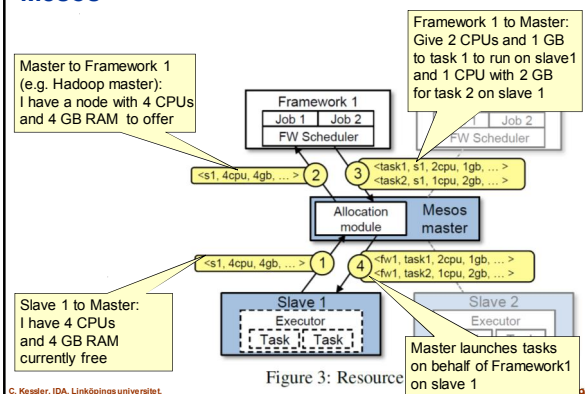 Mesos
Master to Framework 1
(e.g. Hadoop master):
I have a node with 4 CPUs
and 4 GB RAM to offer
Framework 1 to Master:
Give 2 CPUs and 1 GB
to task 1 to run on slave1
and 1 CPU with 2 GB
for task 2 on slave 1
Framework 1
Job 1 Job 2
FW Scheduler
Job 1 Job 2
FW Scheduler
<s1, 4cpu, 4gb, ... >
2
3
<task1, s1, 2cpu, 1gb, ... >
<task2, s1, 1cpu, 2gb, ... >
Allocation
module
Mesos
master
<s1, 4cpu, 4gb, ... >
1
4
<fw1, task1, 2cpu, 1gb, ... >
<fw1, task2, 1cpu, 2gb, ... >
Slave 1 to Master:
I have 4 CPUs
and 4 GB RAM
currently free
Slave 1
Executor
Task Task
Slave 2
Executor
Master launches tasks
on behalf of Framework1
on slave 1
Figure 3: Resource
C. Kessler, IDA, Linköpings universitet.